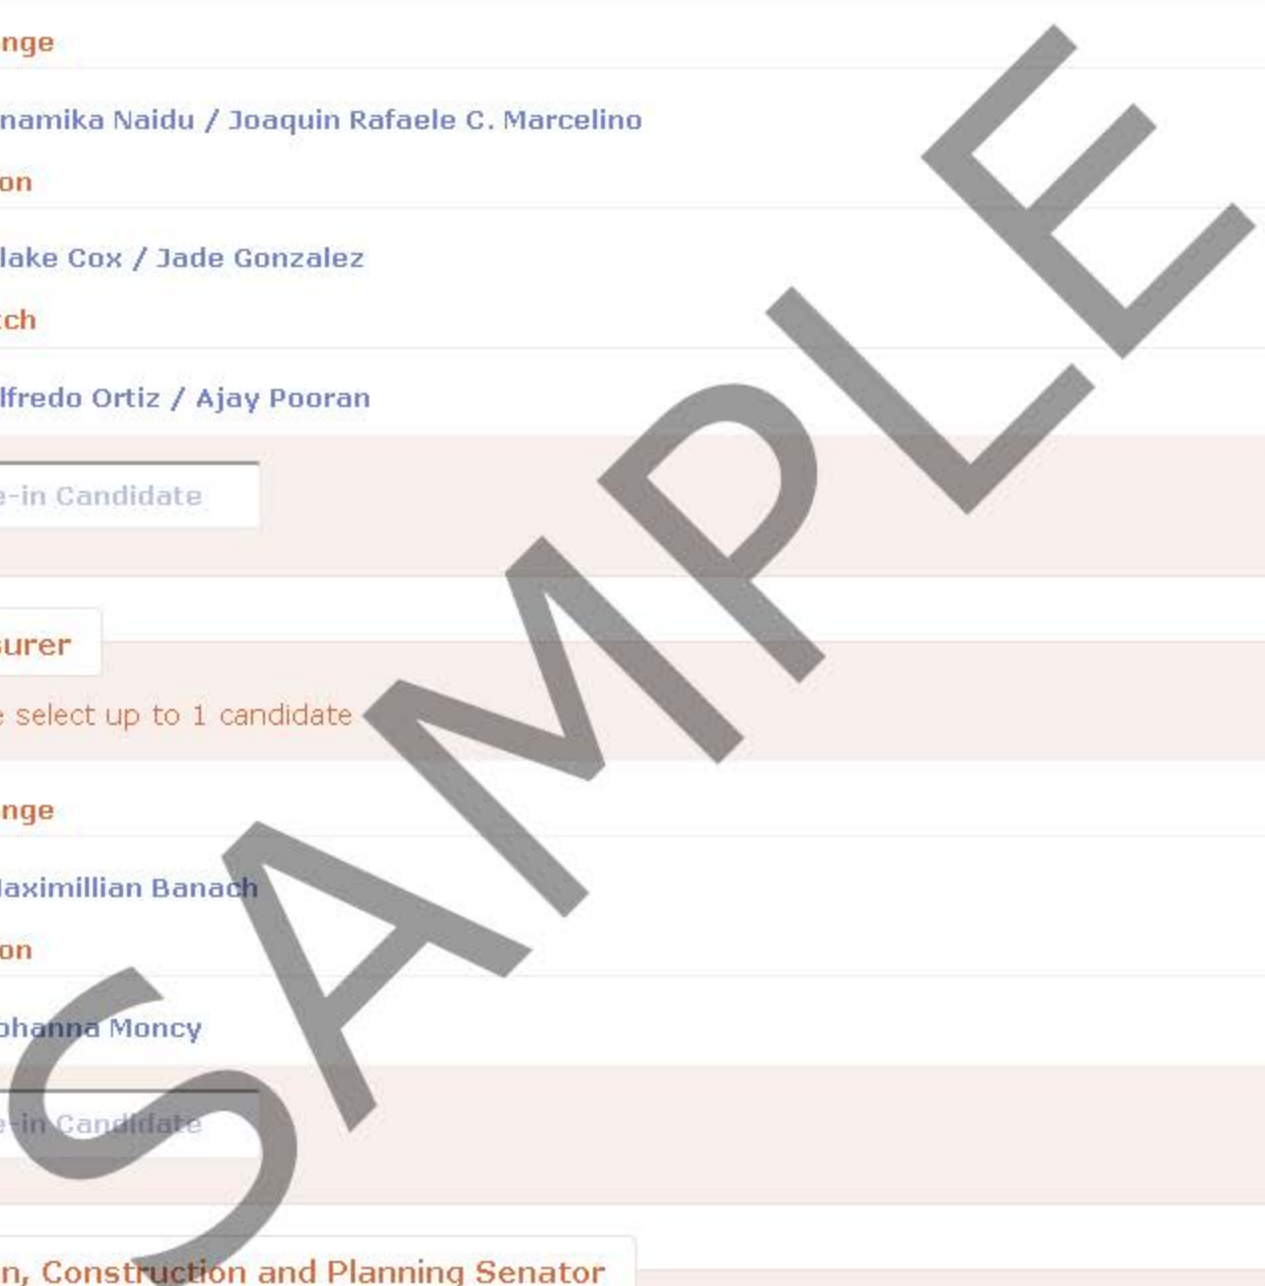 nge
namika Naidu / Joaquin Rafaele C. Marcelino
on
lake Cox / Jade Gonzalez
tch
lfredo Ortiz / Ajay Pooran
e-in Candidate
surer
e select up to 1 candidate
nge
Maximillian Banach
on
ohanna Moncy
e-in Candidate
n, Construction and Planning Senator
SAMPLE